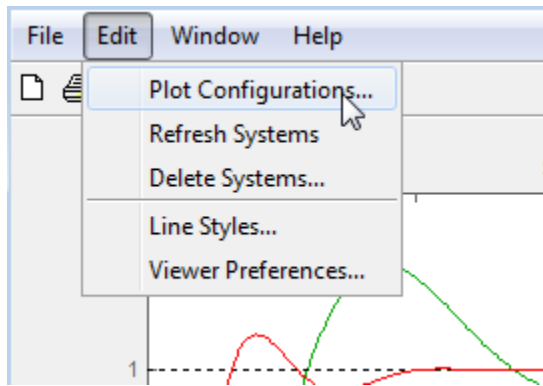 File Edit Window Help
Plot Configurations...
Refresh Systems
Delete Systems...
Line Styles...
Viewer Preferences...
1